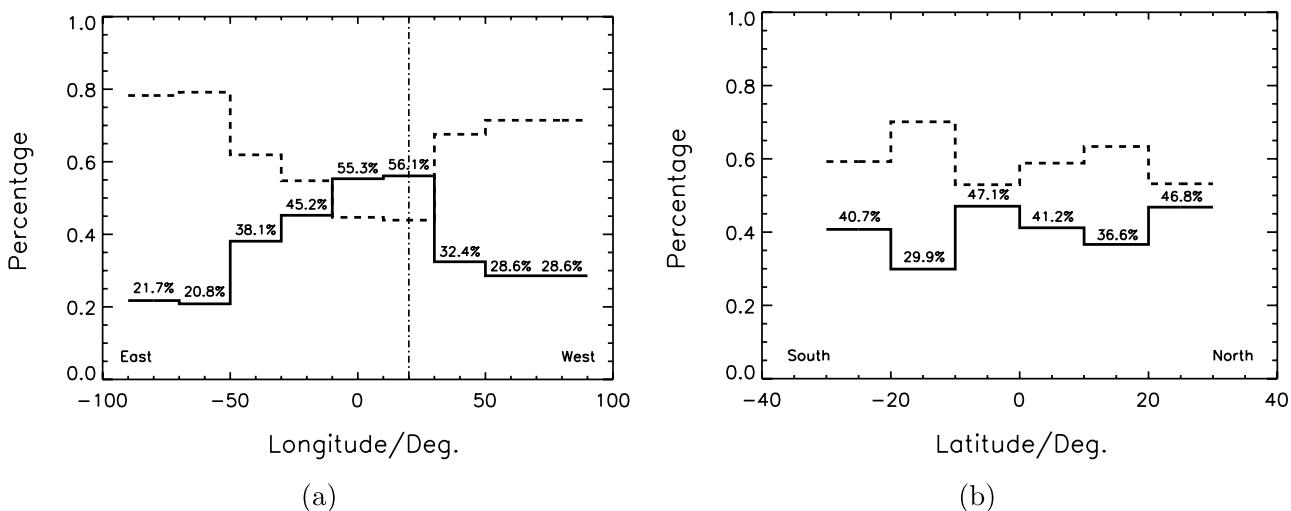 1.0
0.8
0.6
0.4
0.2
0.0
Percentage
21.7% 20.8% 38.1% 45.2% 55.3% 56.1% 32.4% 28.6% 28.6%
East West
−100 −50 0 50 100
Longitude/Deg.
(a)
1.0
0.8
0.6
0.4
0.2
0.0
Percentage
40.7% 29.9% 47.1% 41.2% 36.6% 46.8%
South North
−40 −20 0 20 40
Latitude/Deg.
(b)